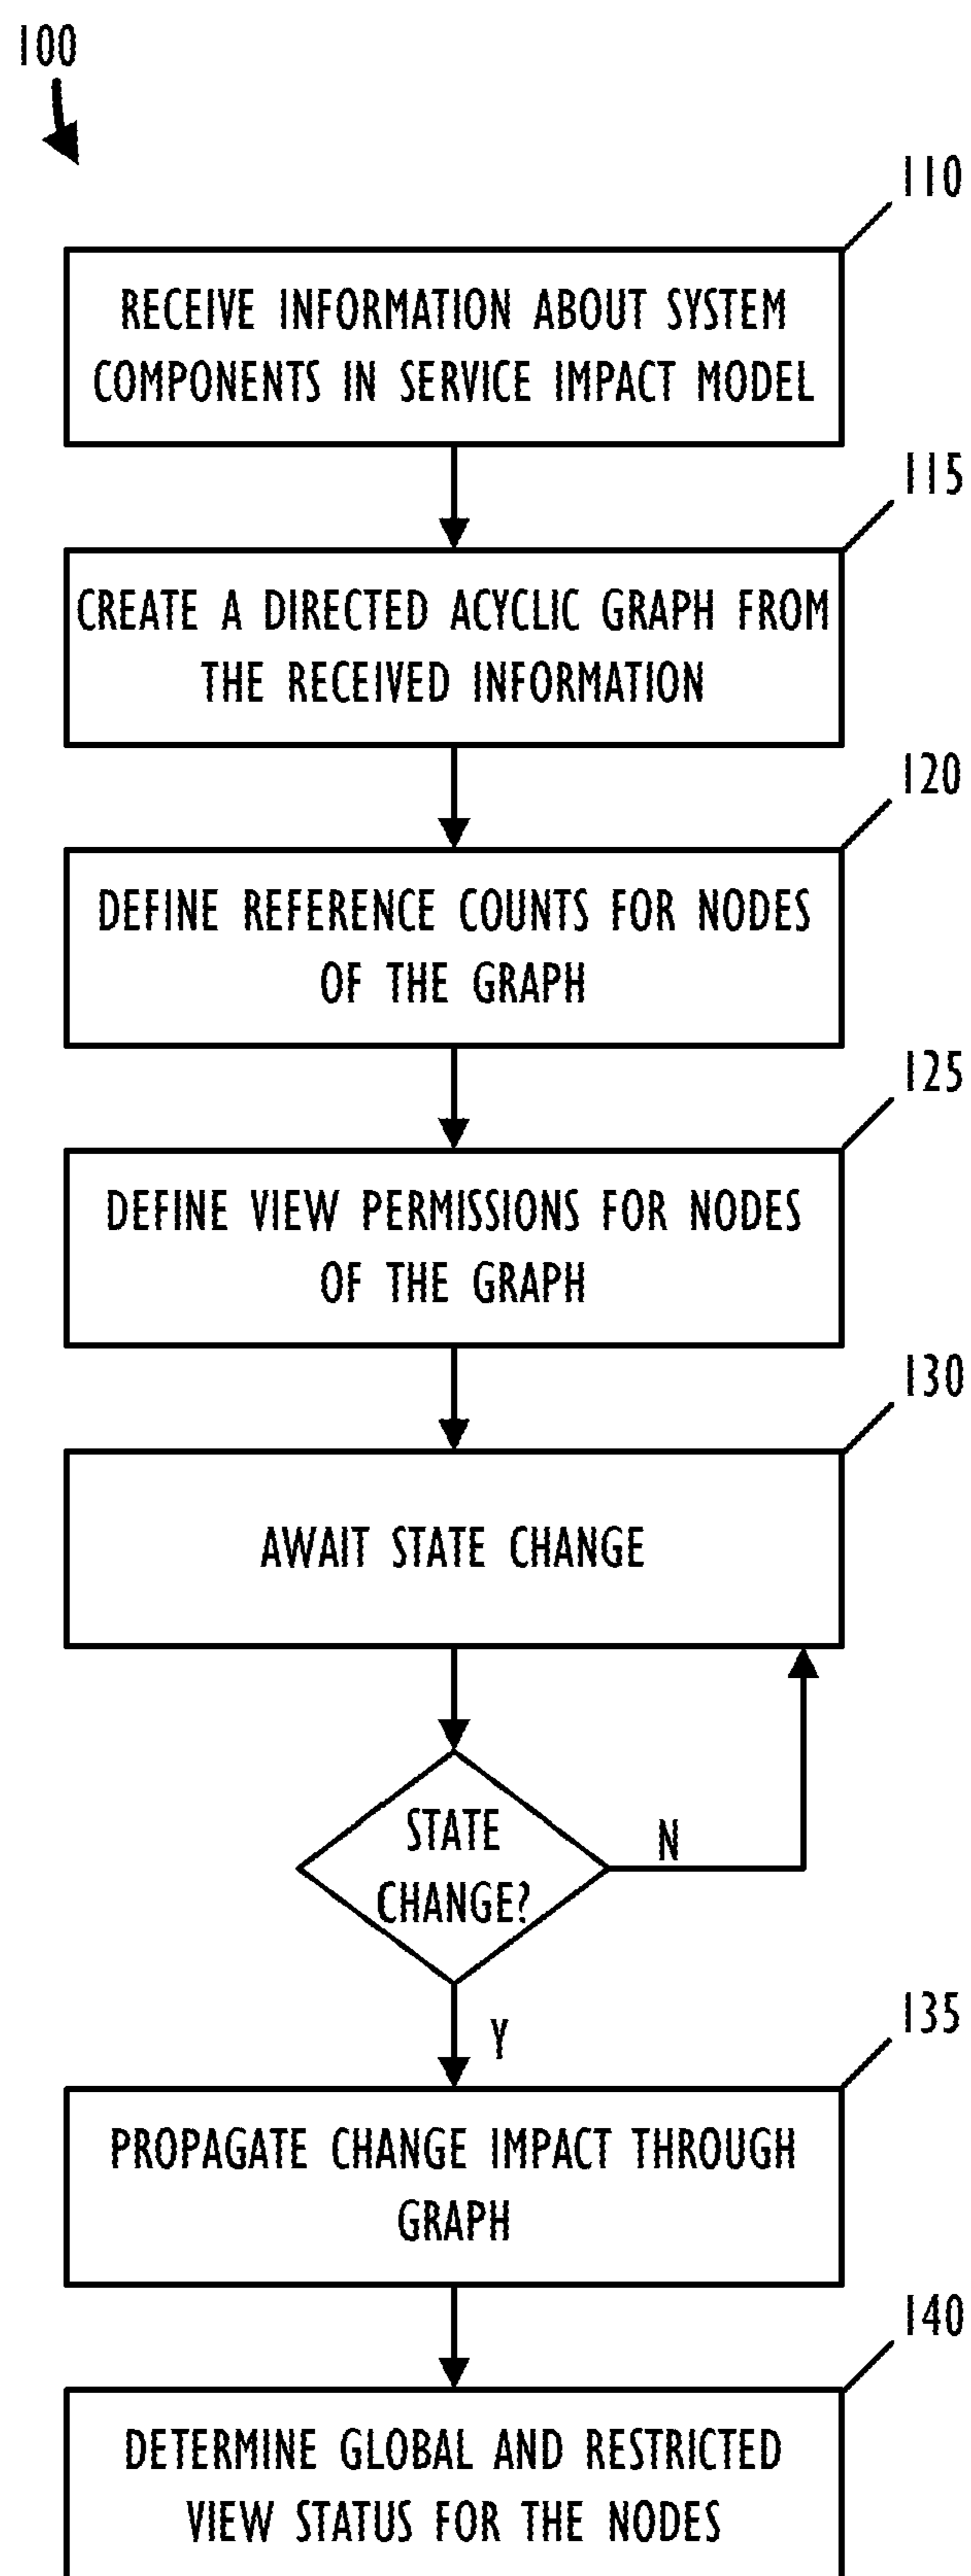 100
110
RECEIVE INFORMATION ABOUT SYSTEM
COMPONENTS IN SERVICE IMPACT MODEL
115
CREATE A DIRECTED ACYCLIC GRAPH FROM
THE RECEIVED INFORMATION
120
DEFINE REFERENCE COUNTS FOR NODES
OF THE GRAPH
125
DEFINE VIEW PERMISSIONS FOR NODES
OF THE GRAPH
130
AWAIT STATE CHANGE
STATE
CHANGE?
N
Y
135
PROPAGATE CHANGE IMPACT THROUGH
GRAPH
140
DETERMINE GLOBAL AND RESTRICTED
VIEW STATUS FOR THE NODES